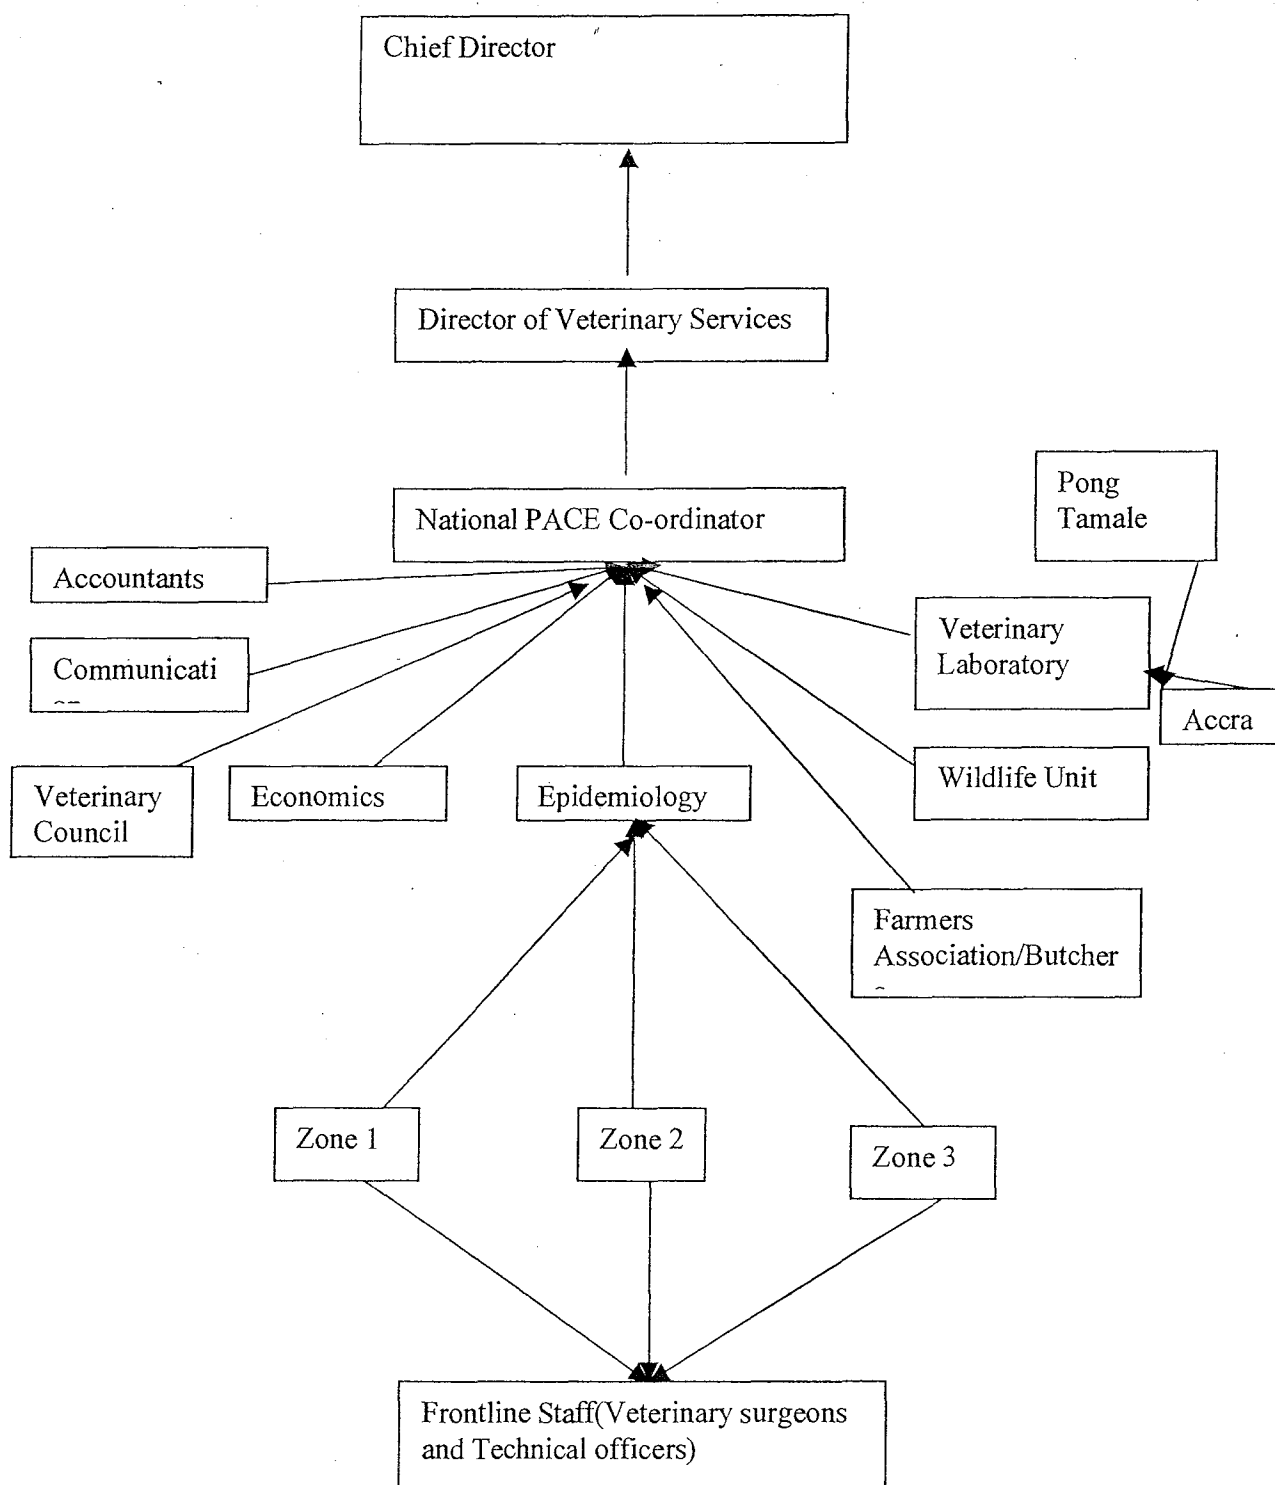 Chief Director
Director of Veterinary Services
National PACE Co-ordinator
Pong
Tamale
Accountants
Veterinary
Laboratory
Communicati
Accra
Veterinary
Council
Economics
Epidemiology
Wildlife Unit
Farmers
Association/Butcher
Zone 1
Zone 2
Zone 3
Frontline Staff(Veterinary surgeons
and Technical officers)